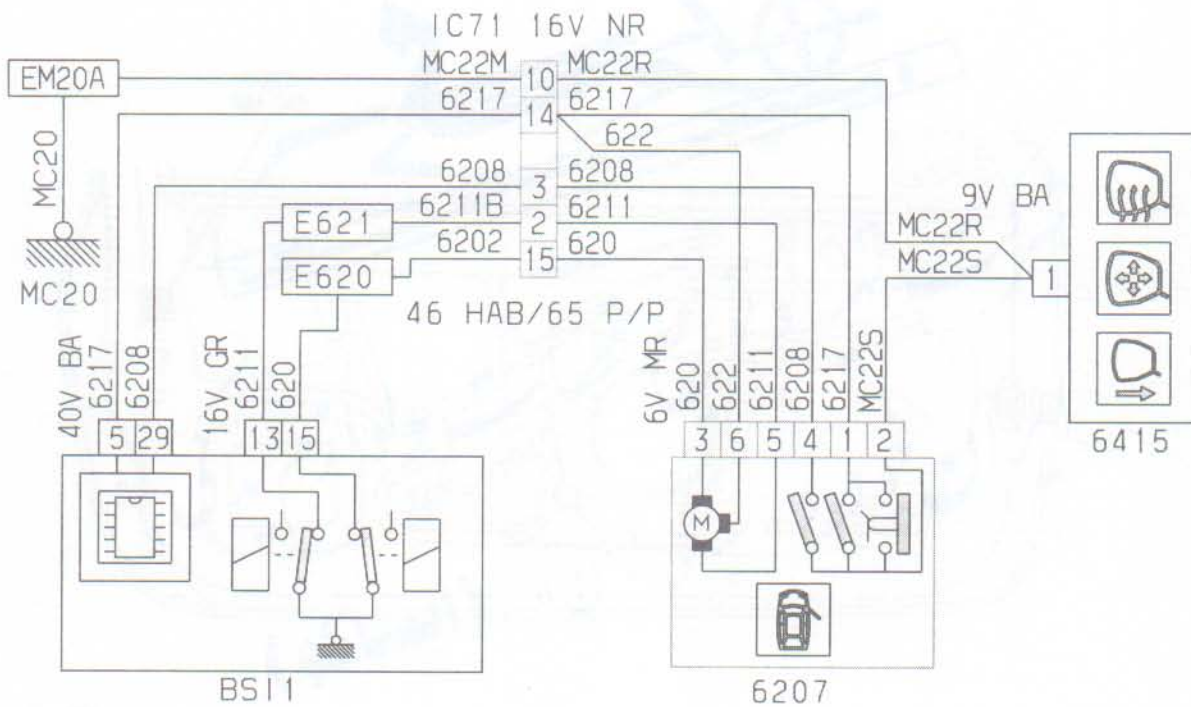 IC71 16V NR
EM20A
MC22M 10 MC22R
6217 14 6217
622
MC20
6208 3 6208
6211B 2 6211
E621
6202 15 620
E620
9V BA
MC22R
MC22S
1
MC20
46 HAB/65 P/P
40V BA
6217
6208
16V GR
6211
620
6V MR
620
622
6211
6208
6217
MC22S
5 29
13 15
3 6 5 4 1 2
6415
M
BSI1
6207